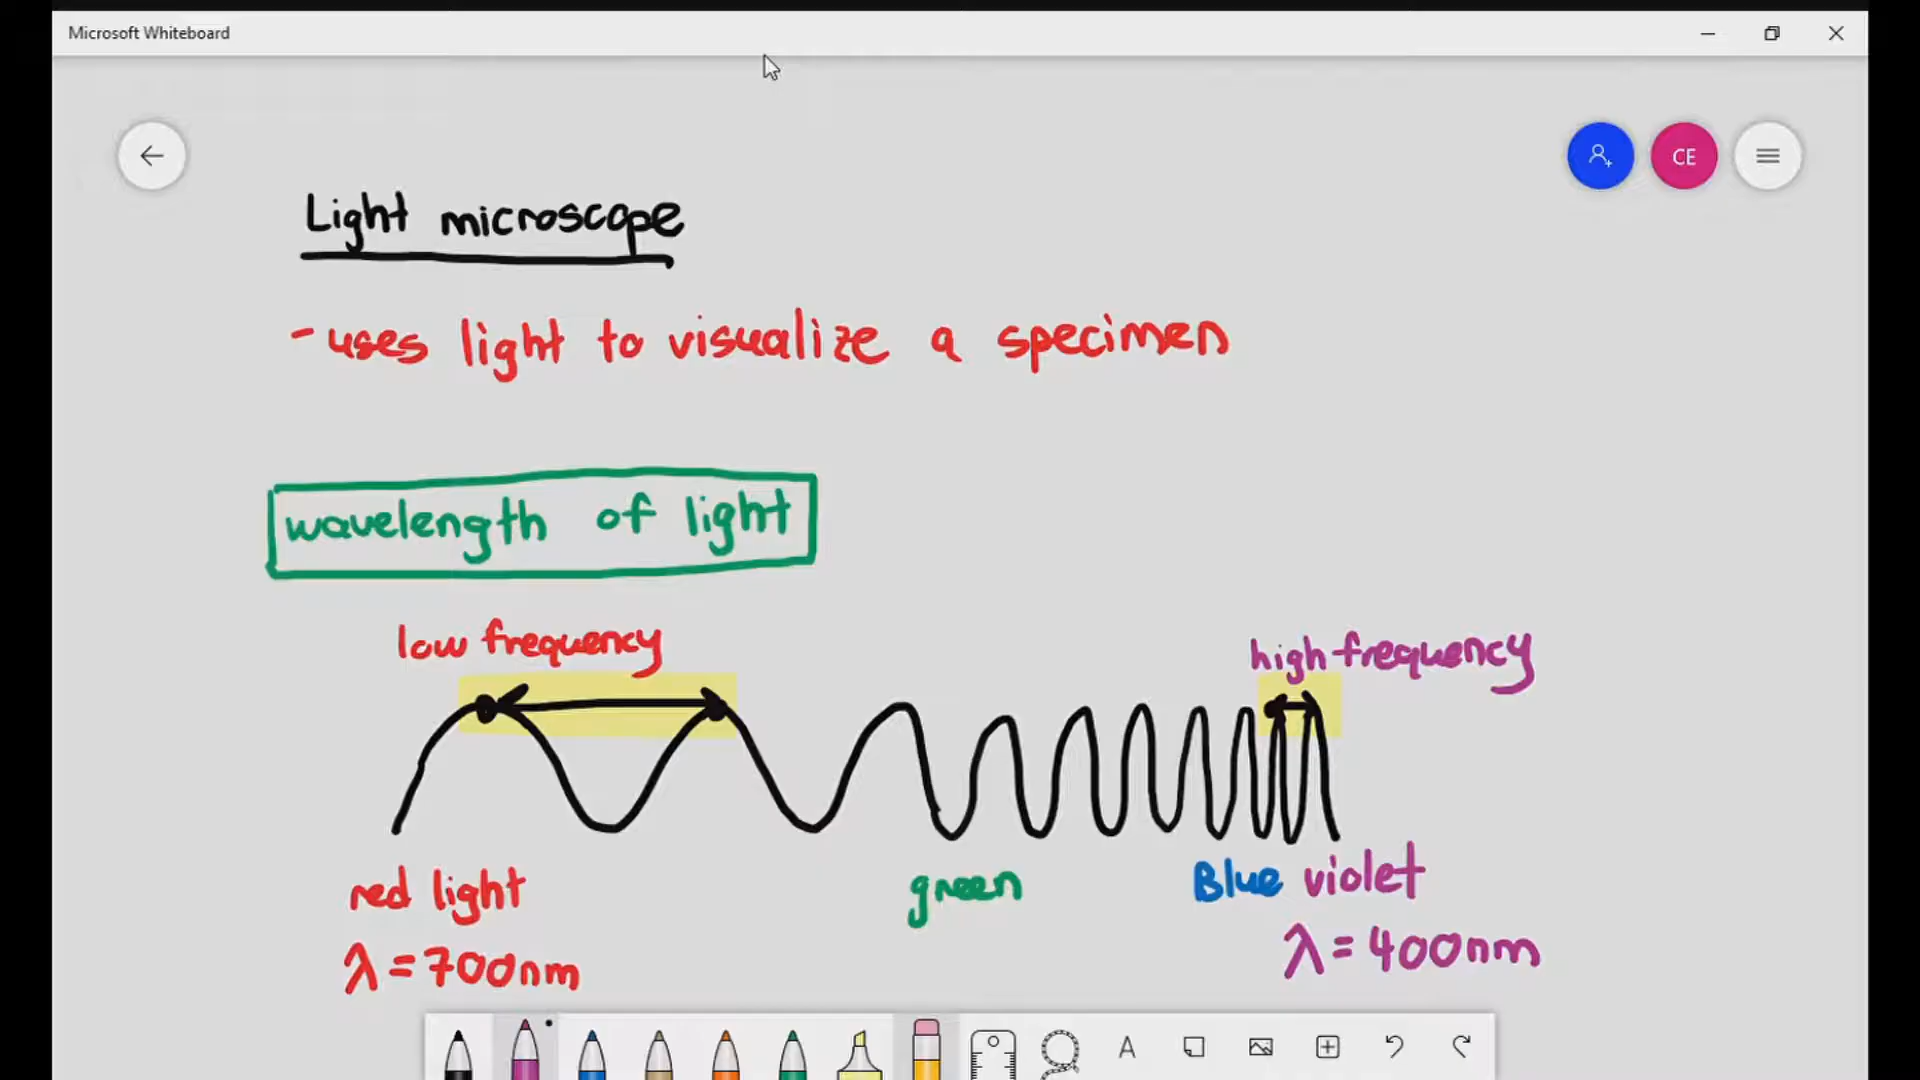 Microsoft Whiteboard
CE
Light microscope
- uses light to visualize a specimen
wavelength of light
low frequency
high frequency
red light
green
Blue violet
λ = 700nm
λ = 400nm
A